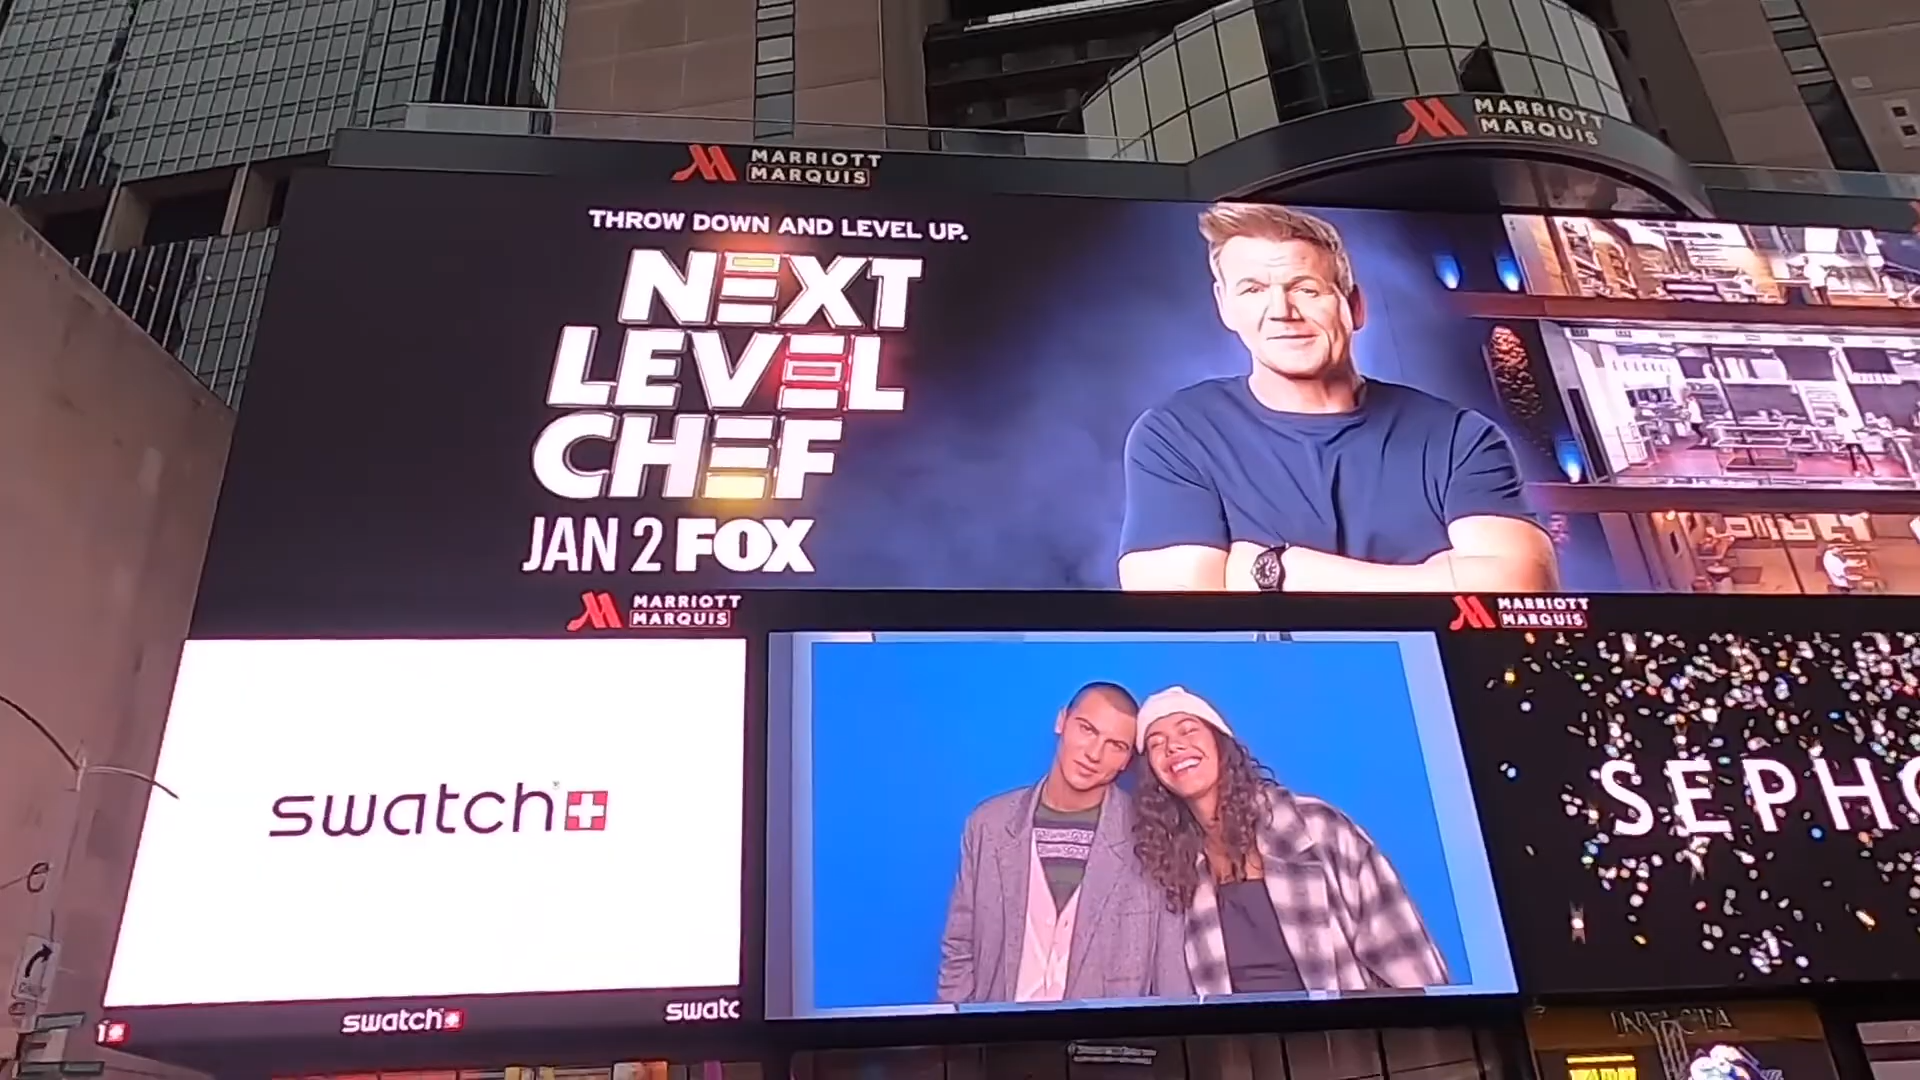 MARRIOTT
MARQUIS
MARRIOTT
MARQUIS
THROW DOWN AND LEVEL UP.
NEXT
LEVEL
CHEF
JAN 2 FOX
MARRIOTT
MARQUIS
MARRIOTT
MARQUIS
swatch
SEPHO
swatch
swatc
INVICTA